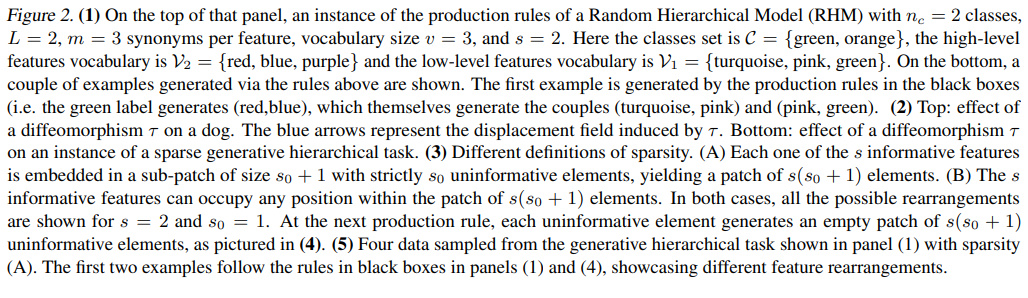 Figure 2. (1) On the top of that panel, an instance of the production rules of a Random Hierarchical Model (RHM) with n_c = 2 classes,
L = 2, m = 3 synonyms per feature, vocabulary size v = 3, and s = 2. Here the classes set is C = {green, orange}, the high-level
features vocabulary is V_2 = {red, blue, purple} and the low-level features vocabulary is V_1 = {turquoise, pink, green}. On the bottom, a
couple of examples generated via the rules above are shown. The first example is generated by the production rules in the black boxes
(i.e. the green label generates (red,blue), which themselves generate the couples (turquoise, pink) and (pink, green). (2) Top: effect of
a diffeomorphism τ on a dog. The blue arrows represent the displacement field induced by τ. Bottom: effect of a diffeomorphism τ
on an instance of a sparse generative hierarchical task. (3) Different definitions of sparsity. (A) Each one of the s informative features
is embedded in a sub-patch of size s_0 + 1 with strictly s_0 uninformative elements, yielding a patch of s(s_0 + 1) elements. (B) The s
informative features can occupy any position within the patch of s(s_0 + 1) elements. In both cases, all the possible rearrangements
are shown for s = 2 and s_0 = 1. At the next production rule, each uninformative element generates an empty patch of s(s_0 + 1)
uninformative elements, as pictured in (4). (5) Four data sampled from the generative hierarchical task shown in panel (1) with sparsity
(A). The first two examples follow the rules in black boxes in panels (1) and (4), showcasing different feature rearrangements.